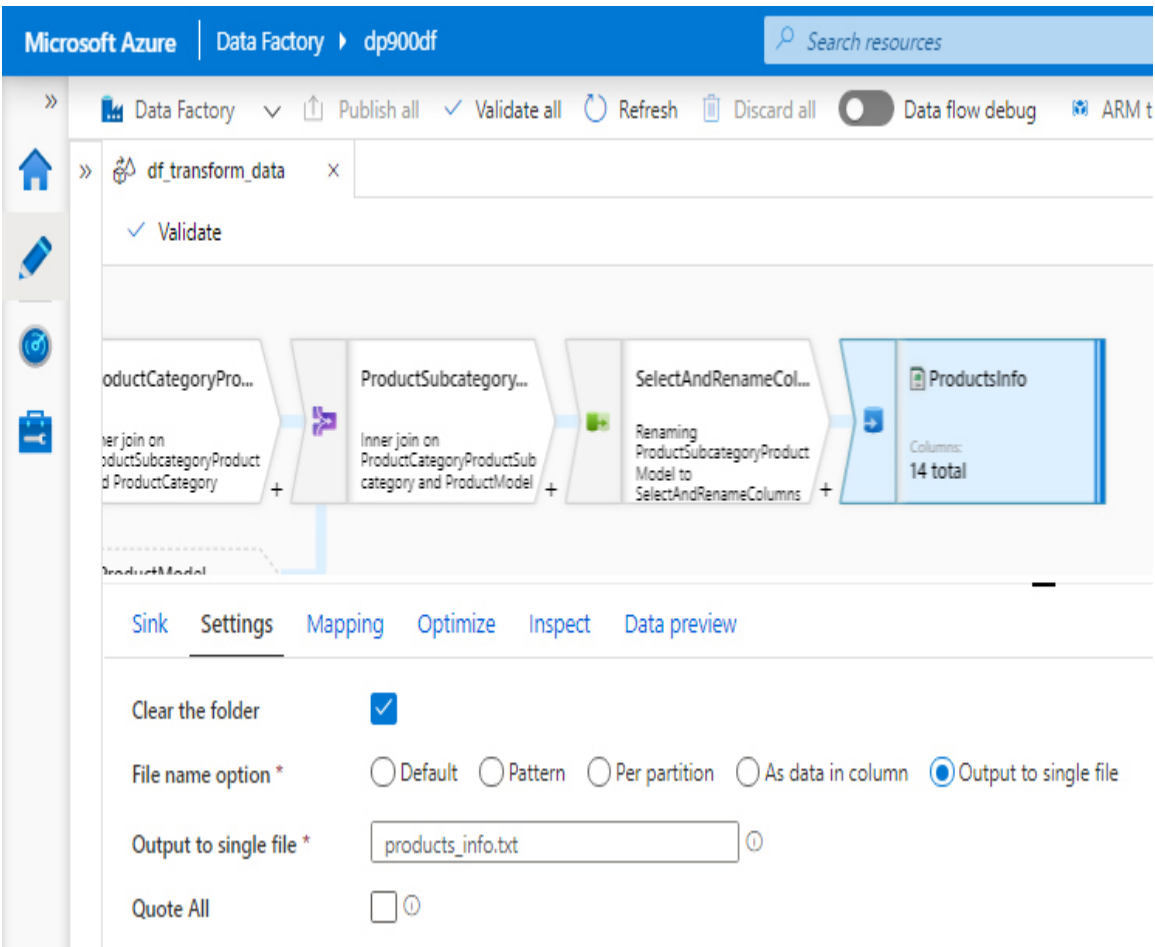 Microsoft Azure Data Factory dp900df Search resources
Data Factory Publish all Validate all Refresh Discard all Data flow debug ARM t
df_transform_data
Validate
oductCategoryPro...
ner join on
oductSubcategoryProduct
d ProductCategory
+
ProductSubcategory...
Inner join on
ProductCategoryProductSub
category and ProductModel
+
SelectAndRenameCol...
Renaming
ProductSubcategoryProduct
Model to
SelectAndRenameColumns
+
ProductsInfo
Columns:
14 total
ProductModel
Sink Settings Mapping Optimize Inspect Data preview
Clear the folder
File name option * Default Pattern Per partition As data in column Output to single file
Output to single file * products_info.txt
Quote All